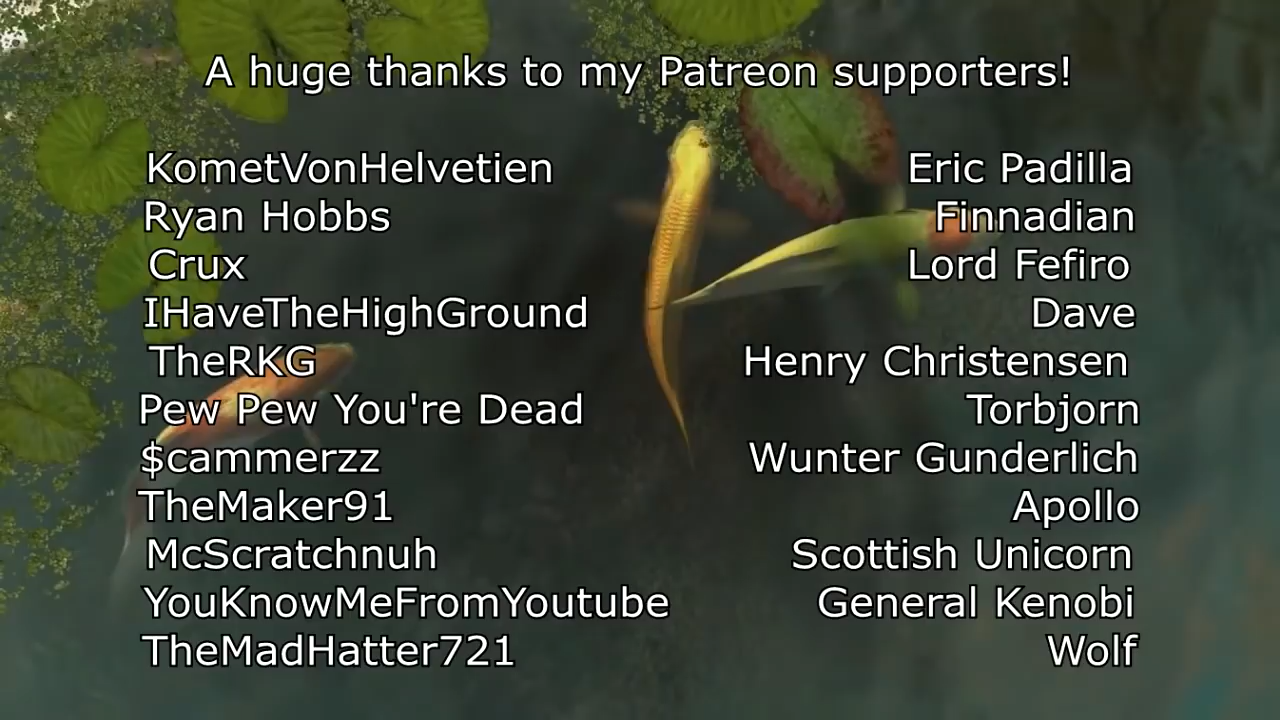 A huge thanks to my Patreon supporters!
KometVonHelvetien
Ryan Hobbs
Crux
IHaveTheHighGround
TheRKG
Pew Pew You're Dead
$cammerzz
TheMaker91
McScratchnuh
YouKnowMeFromYoutube
TheMadHatter721
Eric Padilla
Finnadian
Lord Fefiro
Dave
Henry Christensen
Torbjorn
Wunter Gunderlich
Apollo
Scottish Unicorn
General Kenobi
Wolf